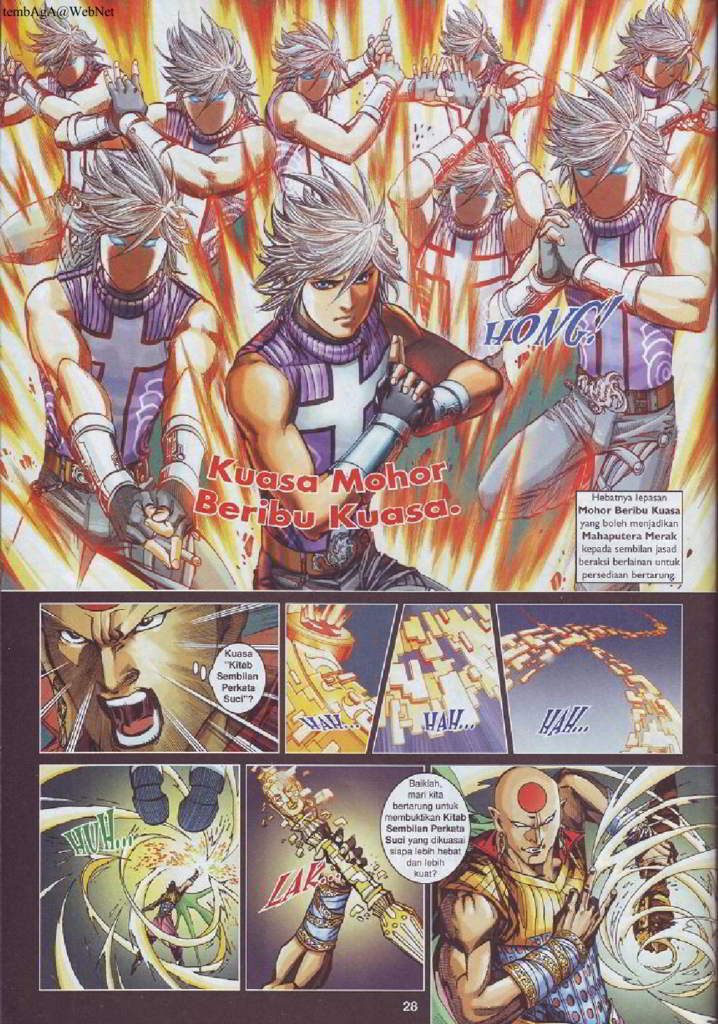 tembAgA@WebNet
HONG!
Kuasa Mohor
Beribu Kuasa.
Hebatnya lepasan
Mohor Beribu Kuasa
yang boleh menjadikan
Mahaputera Merak
kepada sembilan jasad
beraksi berlainan untuk
persediaan bertarung.
Kuasa
"Kitab
Sembilan
Perkata
Suci"?
HAH...
HAH...
HAH...
HUH...
LAK...
Baiklah,
mari kita
bertarung untuk
membuktikan Kitab
Sembilan Perkata
Suci yang dikuasai
siapa lebih hebat
dan lebih
kuat?
28